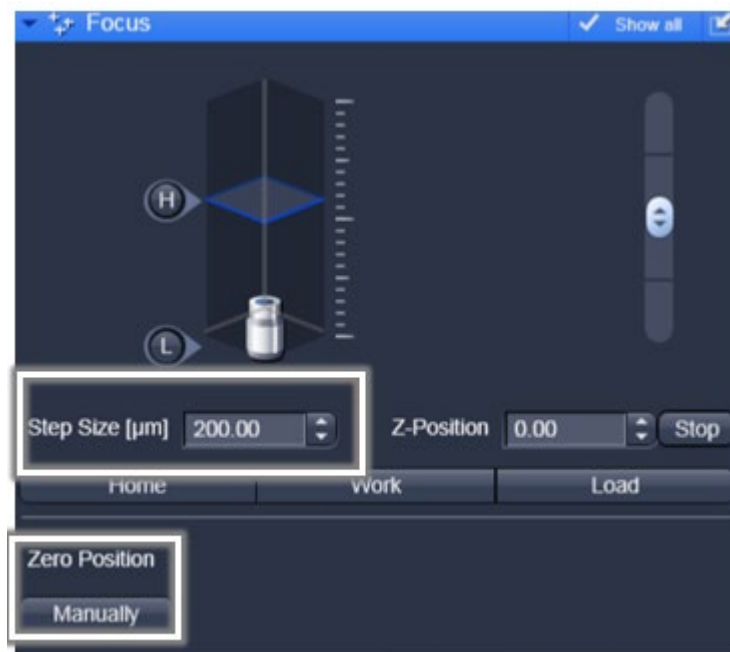 Focus
Show all
H
L
Step Size [µm] 200.00 Z-Position 0.00 Stop
Home Work Load
Zero Position
Manually